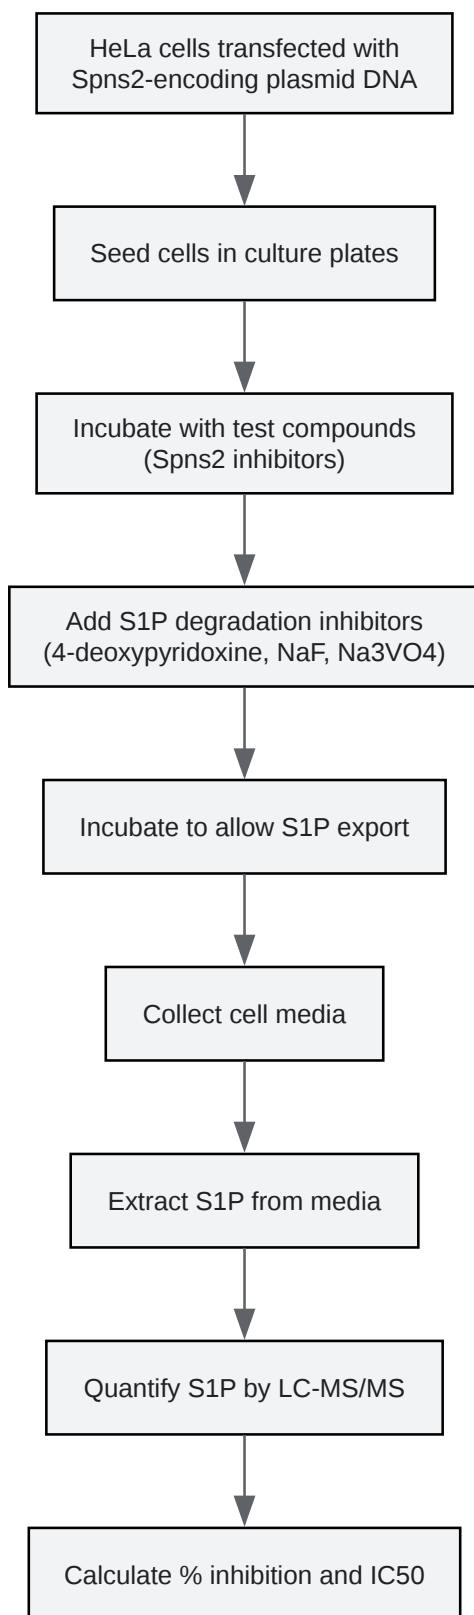 HeLa cells transfected with
Spns2-encoding plasmid DNA
Seed cells in culture plates
Incubate with test compounds
(Spns2 inhibitors)
Add S1P degradation inhibitors
(4-deoxypyridoxine, NaF, Na3VO4)
Incubate to allow S1P export
Collect cell media
Extract S1P from media
Quantify S1P by LC-MS/MS
Calculate % inhibition and IC50